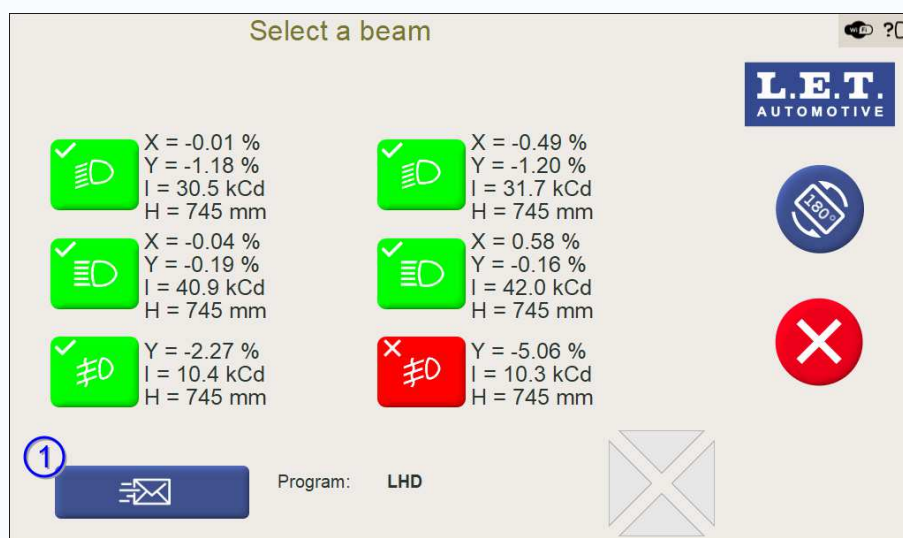 Select a beam
WiFi ?
L.E.T.
AUTOMOTIVE
X = -0.01 %
Y = -1.18 %
I = 30.5 kCd
H = 745 mm
X = -0.49 %
Y = -1.20 %
I = 31.7 kCd
H = 745 mm
180°
X = -0.04 %
Y = -0.19 %
I = 40.9 kCd
H = 745 mm
X = 0.58 %
Y = -0.16 %
I = 42.0 kCd
H = 745 mm
Y = -2.27 %
I = 10.4 kCd
H = 745 mm
Y = -5.06 %
I = 10.3 kCd
H = 745 mm
1
Program: LHD